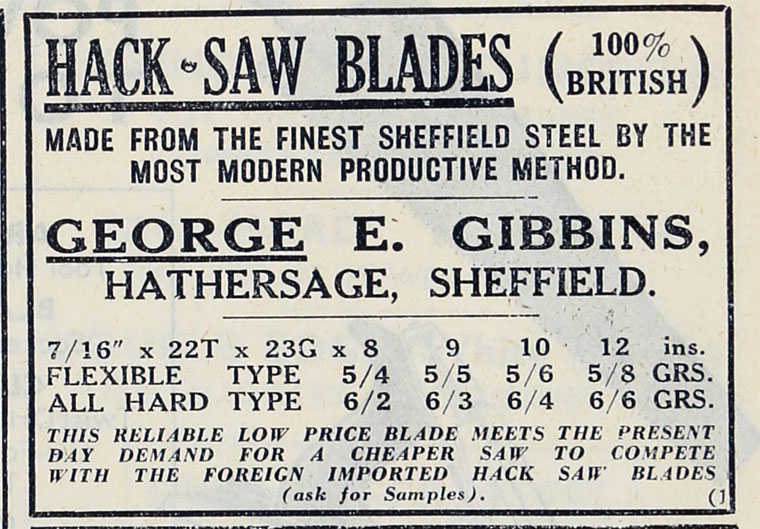 HACK-SAW BLADES (100% BRITISH)
MADE FROM THE FINEST SHEFFIELD STEEL BY THE
MOST MODERN PRODUCTIVE METHOD.
GEORGE E. GIBBINS,
HATHERSAGE, SHEFFIELD.
7/16" x 22T x 23G x 8 9 10 12 ins.
FLEXIBLE TYPE 5/4 5/5 5/6 5/8 GRS.
ALL HARD TYPE 6/2 6/3 6/4 6/6 GRS.
THIS RELIABLE LOW PRICE BLADE MEETS THE PRESENT
DAY DEMAND FOR A CHEAPER SAW TO COMPETE
WITH THE FOREIGN IMPORTED HACK SAW BLADES
(ask for Samples). (1